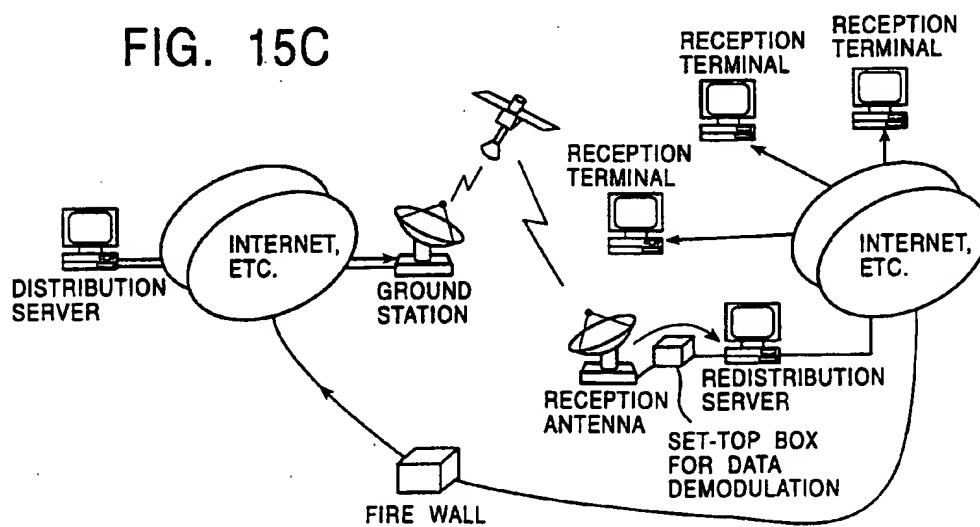 FIG. 15C
RECEPTION
TERMINAL
RECEPTION
TERMINAL
RECEPTION
TERMINAL
DISTRIBUTION
SERVER
INTERNET,
ETC.
GROUND
STATION
INTERNET,
ETC.
RECEPTION
ANTENNA
REDISTRIBUTION
SERVER
SET-TOP BOX
FOR DATA
DEMODULATION
FIRE WALL